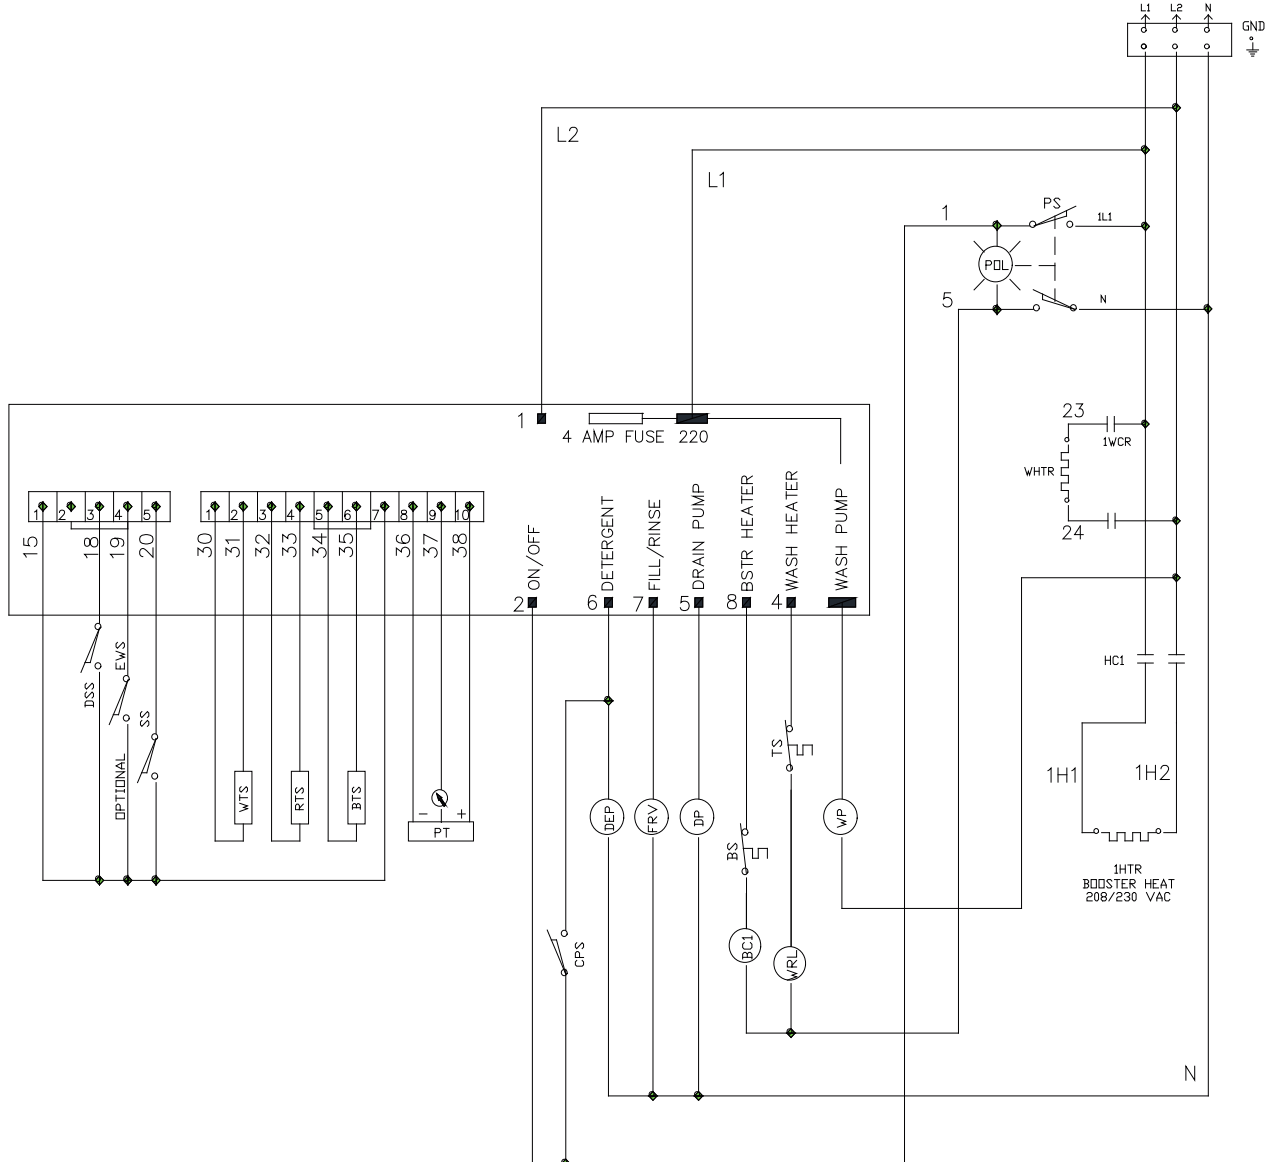 L1 L2 N
GND
L2
L1
PS
1
1L1
POL
5
N
1 4 AMP FUSE 220
23
1WCR
WHTR
24
1 2 3 4 5
1 2 3 4 5 6 7 8 9 10
15 18 19 20
30 31 32 33 34 35 36 37 38
ON/OFF
DETERGENT
FILL/RINSE
DRAIN PUMP
BSTR HEATER
WASH HEATER
WASH PUMP
2 6 7 5 8 4
DSS
EWS
SS
OPTIONAL
WTS
RTS
BTS
- +
PT
HC1
1H1 1H2
TS
BS
DEP
FRV
DP
WP
1HTR
BOOSTER HEAT
208/230 VAC
CPS
BC1
WRL
N